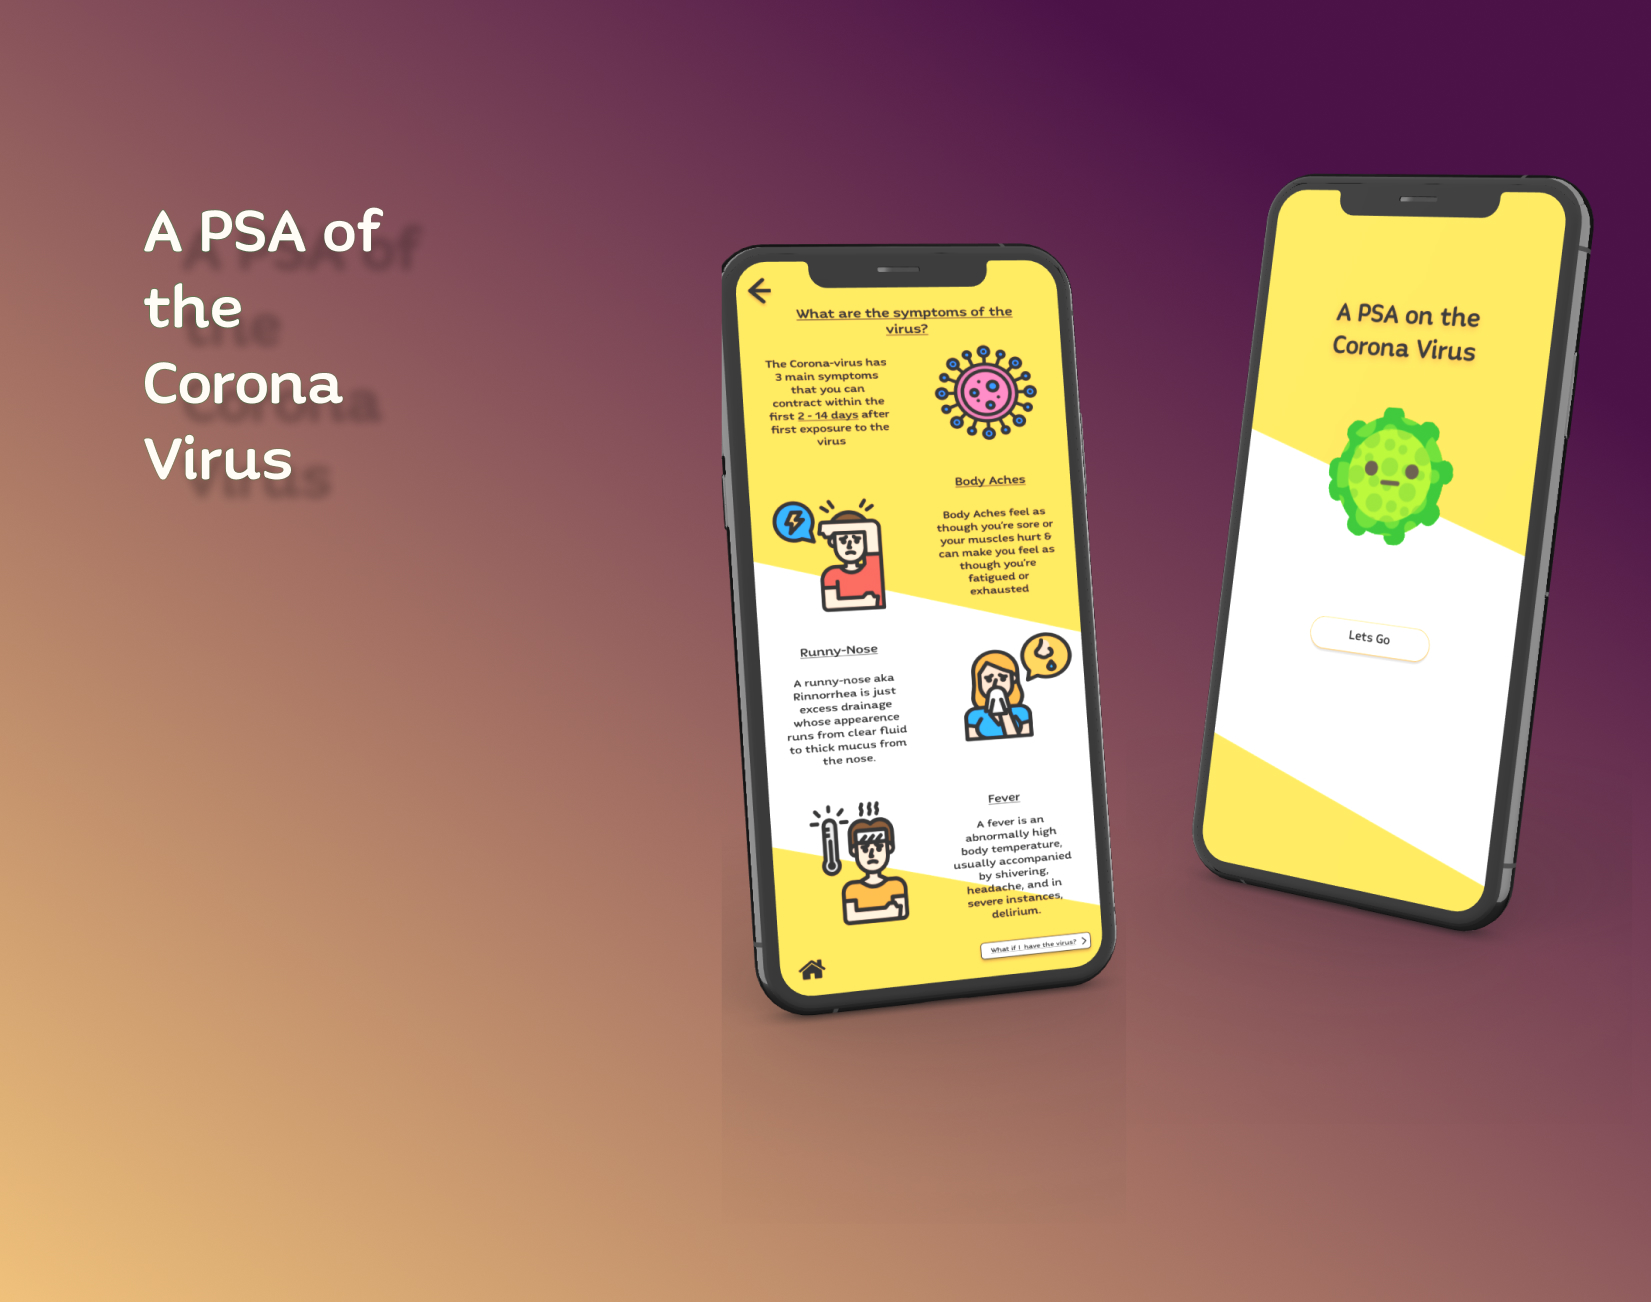 A PSA of
the
Corona
Virus
What are the symptoms of the
virus?
The Corona-virus has
3 main symptoms
that you can
contract within the
first 2 - 14 days after
first exposure to the
virus
Body Aches
Body Aches feel as
though you're sore or
your muscles hurt &
can make you feel as
though you're
fatigued or
exhausted
Runny-Nose
A runny-nose aka
Rinnorrhea is just
excess drainage
whose appearence
runs from clear fluid
to thick mucus from
the nose.
Fever
A fever is an
abnormally high
body temperature,
usually accompanied
by shivering,
headache, and in
severe instances,
delirium.
What if I have the virus?
A PSA on the
Corona Virus
Lets Go